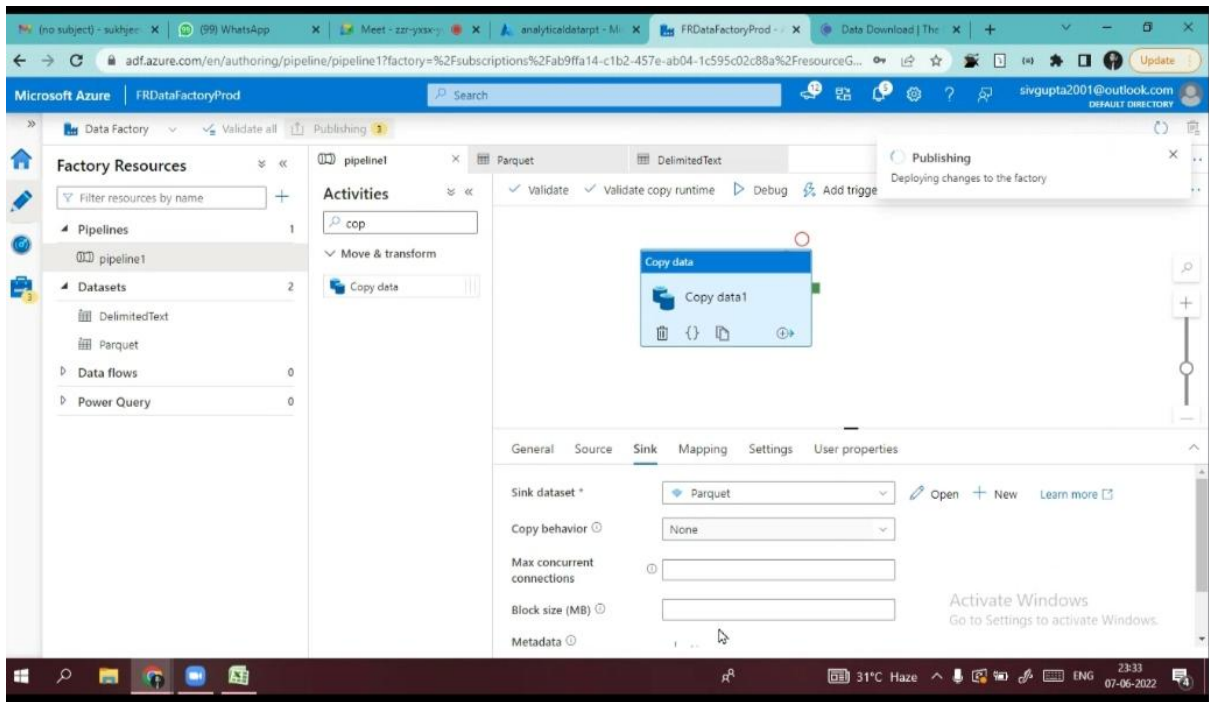 (no subject) - sukhjee
(99) WhatsApp
Meet - zzr-yxsx-y
analyticaldatarpt - Mi
FRDataFactoryProd -
Data Download | The
adf.azure.com/en/authoring/pipeline/pipeline1?factory=%2Fsubscriptions%2Fab9ffa14-c1b2-457e-ab04-1c595c02c88a%2FresourceG...
Update
Microsoft Azure
FRDataFactoryProd
Search
12
5
sivgupta2001@outlook.com
DEFAULT DIRECTORY
Data Factory
Validate all
Publishing 3
Publishing
Deploying changes to the factory
Factory Resources
Filter resources by name
Pipelines 1
pipeline1
Datasets 2
DelimitedText
Parquet
Data flows 0
Power Query 0
3
pipeline1
Parquet
DelimitedText
Activities
cop
Move & transform
Copy data
Validate
Validate copy runtime
Debug
Add trigge
Copy data
Copy data1
General Source Sink Mapping Settings User properties
Sink dataset *
Parquet
Open
New
Learn more
Copy behavior
None
Max concurrent
connections
Block size (MB)
Metadata
Activate Windows
Go to Settings to activate Windows.
31°C Haze
ENG
23:33
07-06-2022
4